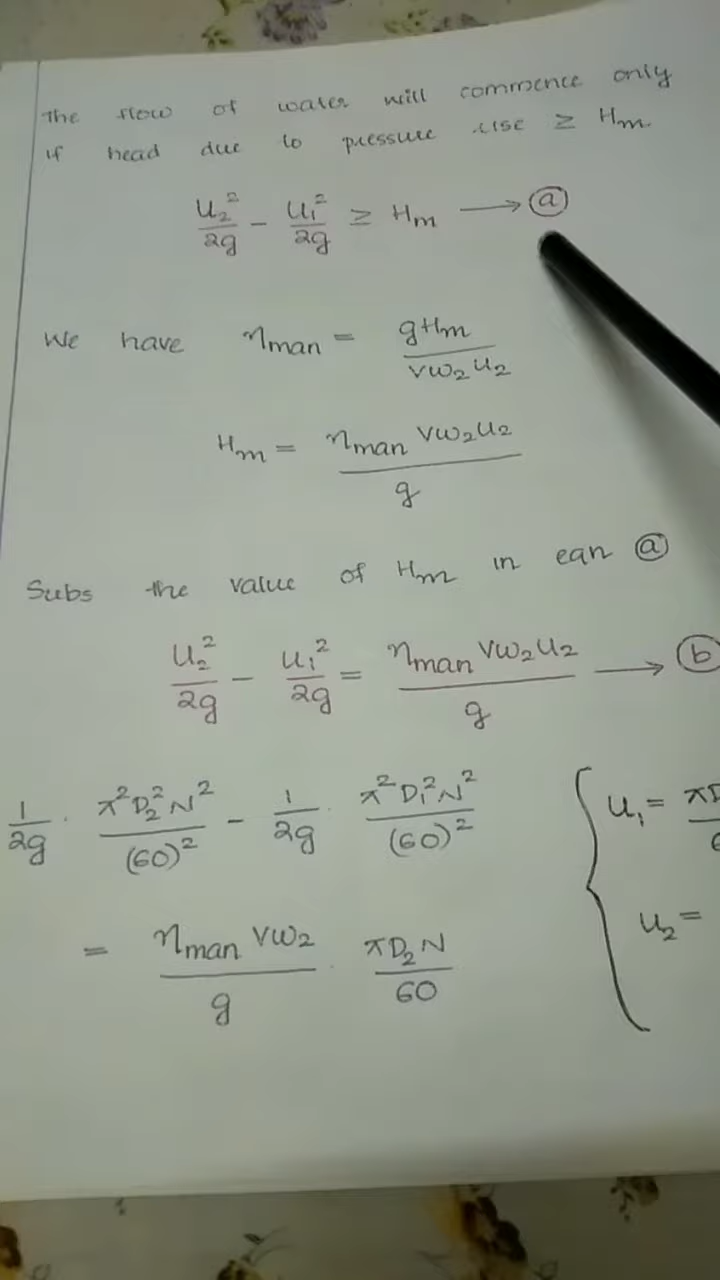 The flow of water will commence only
if head due to pressure rise ≥ Hm.
U₂²/2g - U₁²/2g ≥ Hm → ⓐ
We have ηman = gHm / Vw₂U₂
Hm = ηman Vw₂U₂ / g
Subs the value of Hm in eqn ⓐ
U₂²/2g - U₁²/2g = ηman Vw₂U₂ / g → ⓑ
1/2g · π²D₂²N²/(60)² - 1/2g · π²D₁²N²/(60)² { U₁ = πD
U₂ =
= ηman Vw₂ / g · πD₂N / 60